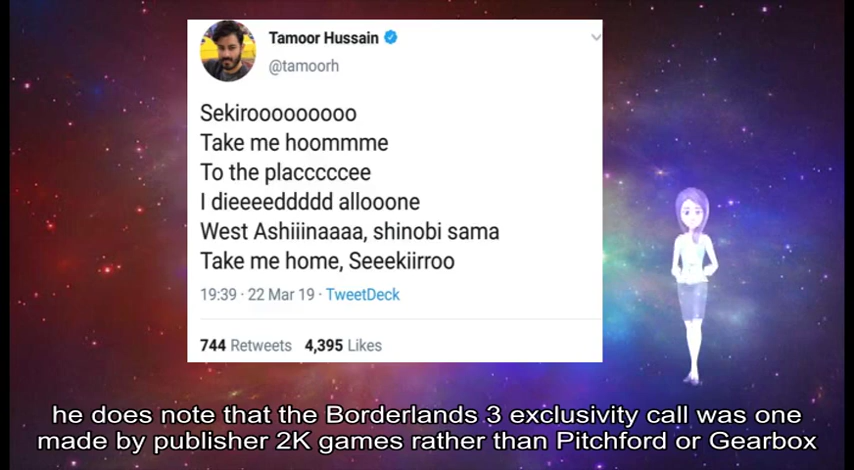 Tamoor Hussain
@tamoorh
Sekirooooooooo
Take me hoommme
To the placccccee
I dieeeeddddd allooone
West Ashiiinaaaa, shinobi sama
Take me home, Seeekiirroo
19:39 · 22 Mar 19 · TweetDeck
744 Retweets 4,395 Likes
he does note that the Borderlands 3 exclusivity call was one
made by publisher 2K games rather than Pitchford or Gearbox